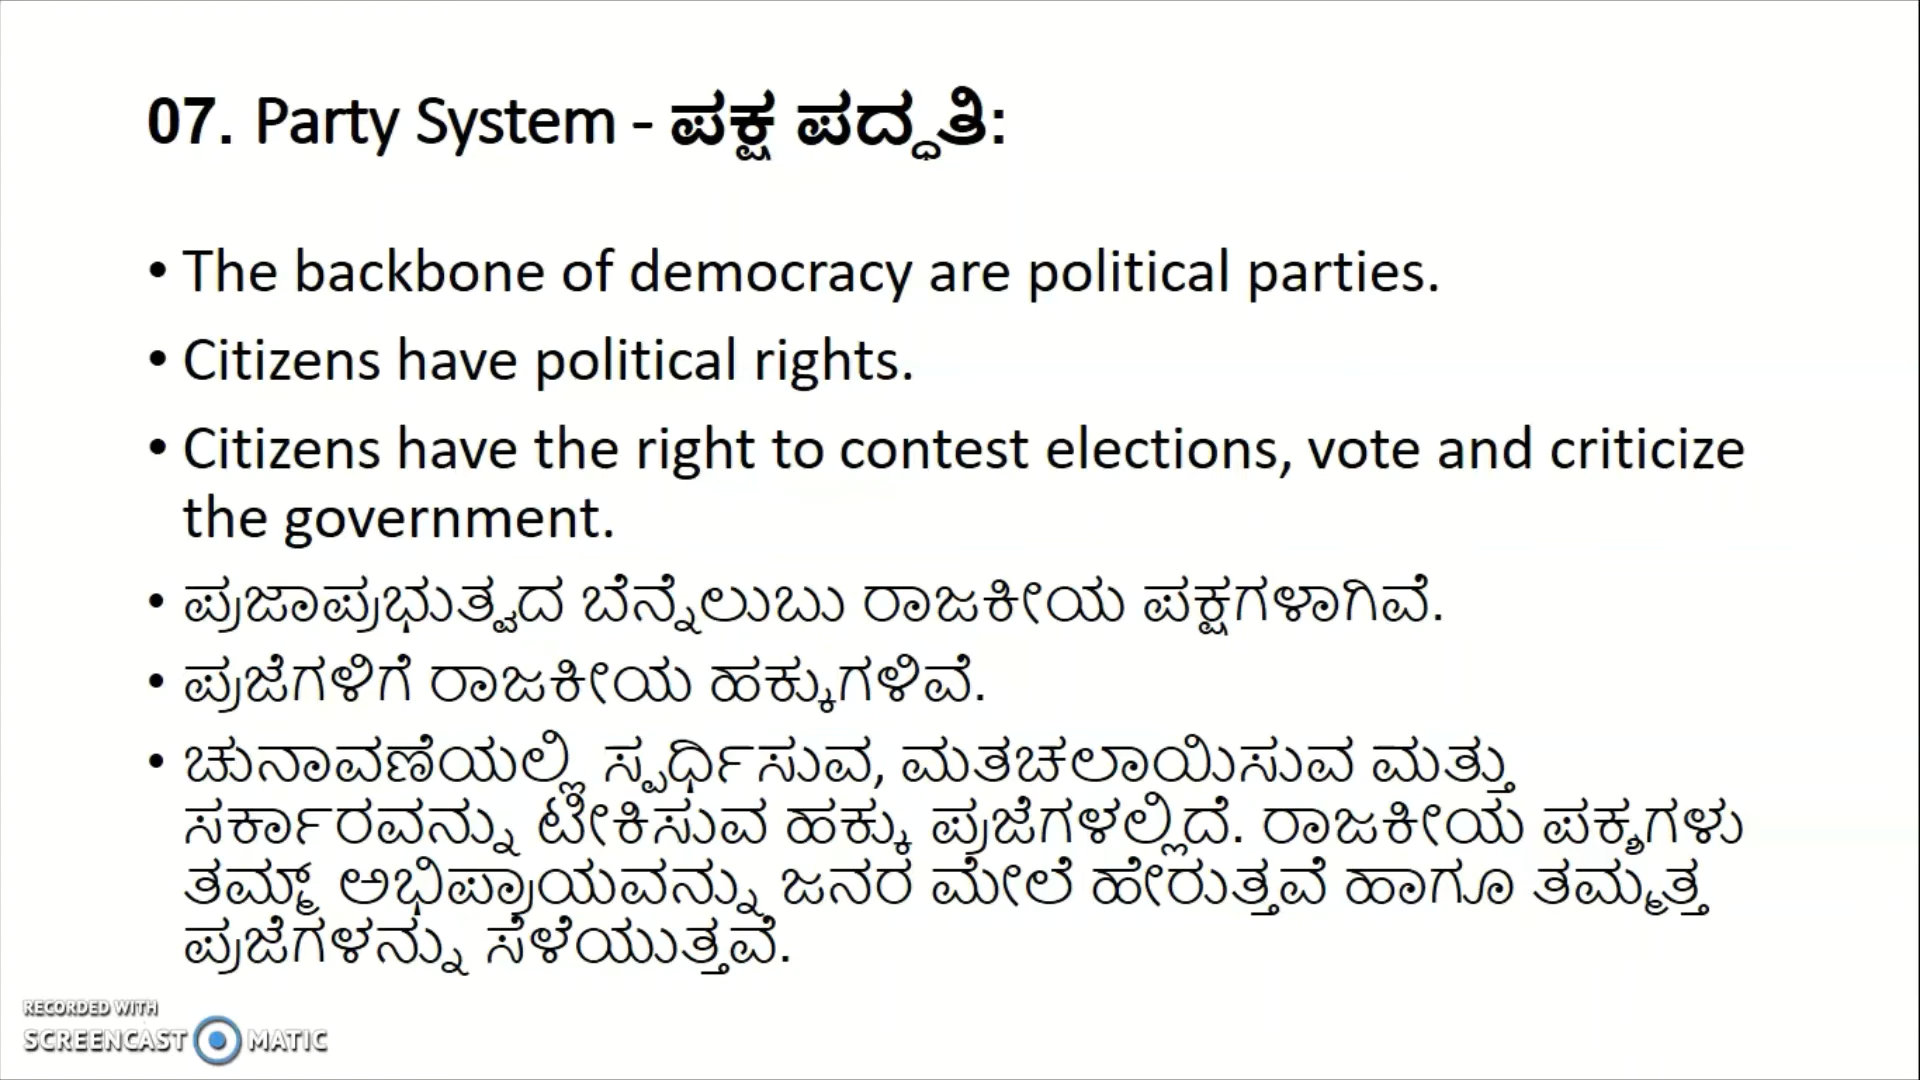 07. Party System - ಪಕ್ಷ ಪದ್ಧತಿ:
• The backbone of democracy are political parties.
• Citizens have political rights.
• Citizens have the right to contest elections, vote and criticize
the government.
• ಪ್ರಜಾಪ್ರಭುತ್ವದ ಬೆನ್ನೆಲುಬು ರಾಜಕೀಯ ಪಕ್ಷಗಳಾಗಿವೆ.
• ಪ್ರಜೆಗಳಿಗೆ ರಾಜಕೀಯ ಹಕ್ಕುಗಳಿವೆ.
• ಚುನಾವಣೆಯಲ್ಲಿ ಸ್ಪರ್ಧಿಸುವ, ಮತಚಲಾಯಿಸುವ ಮತ್ತು
ಸರ್ಕಾರವನ್ನು ಟೀಕಿಸುವ ಹಕ್ಕು ಪ್ರಜೆಗಳಲ್ಲಿದೆ. ರಾಜಕೀಯ ಪಕ್ಶಗಳು
ತಮ್ಮ್ ಅಭಿಪ್ರಾಯವನ್ನು ಜನರ ಮೇಲೆ ಹೇರುತ್ತವೆ ಹಾಗೂ ತಮ್ಮತ್ತ
ಪ್ರಜೆಗಳನ್ನು ಸೆಳೆಯುತ್ತವೆ.
RECORDED WITH
SCREENCAST MATIC